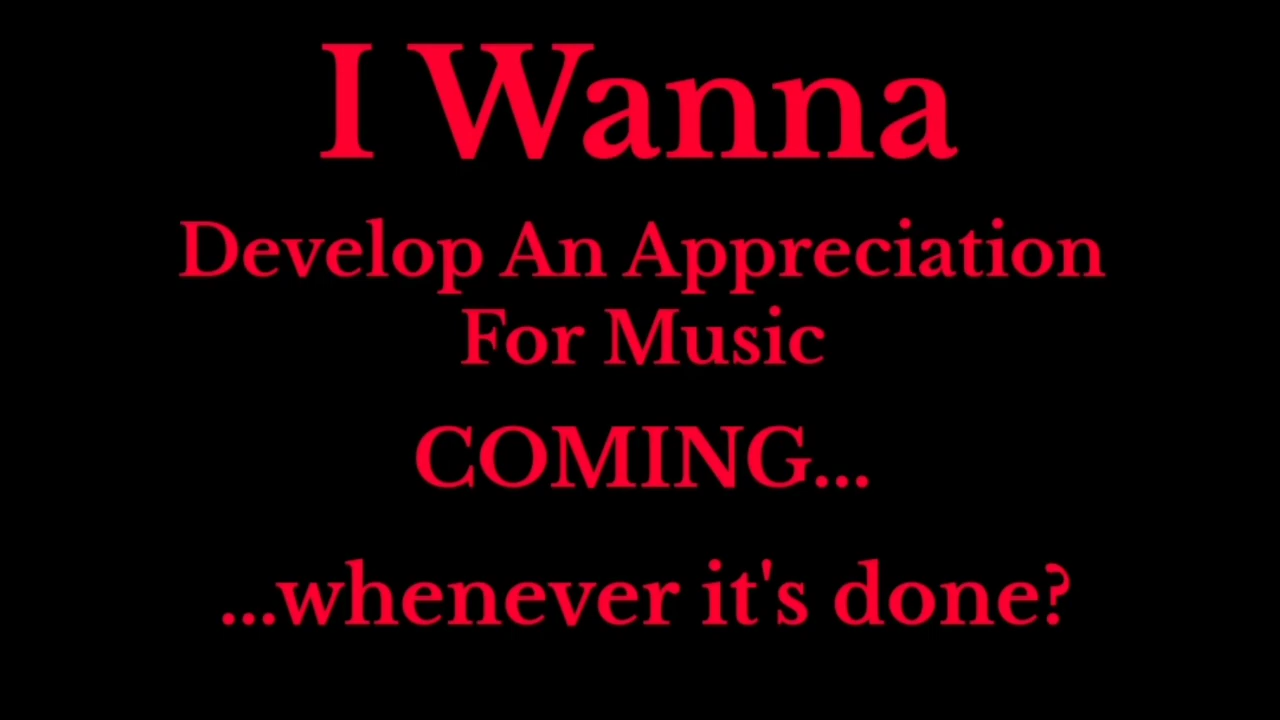 I Wanna
Develop An Appreciation
For Music
COMING...
...whenever it's done?